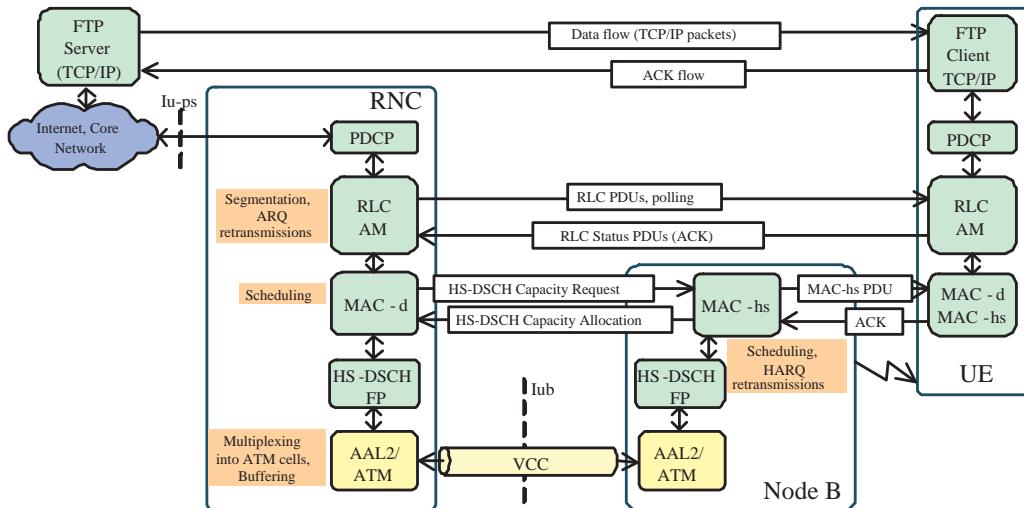 FTP
Server
(TCP/IP)
Data flow (TCP/IP packets)
ACK flow
FTP
Client
TCP/IP
Iu-ps
RNC
Internet, Core
Network
PDCP
PDCP
Segmentation,
ARQ
retransmissions
RLC
AM
RLC PDUs, polling
RLC Status PDUs (ACK)
RLC
AM
Scheduling
MAC - d
HS-DSCH Capacity Request
HS-DSCH Capacity Allocation
MAC -hs
MAC-hs PDU
ACK
MAC - d
MAC -hs
HS -DSCH
FP
Iub
HS -DSCH
FP
Scheduling,
HARQ
retransmissions
UE
Multiplexing
into ATM cells,
Buffering
AAL2/
ATM
VCC
AAL2/
ATM
Node B